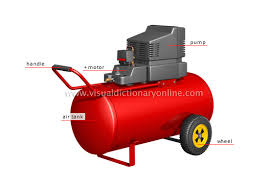 pump
handle
+motor
© www.visualdictionaryonline.com
air tank
wheel